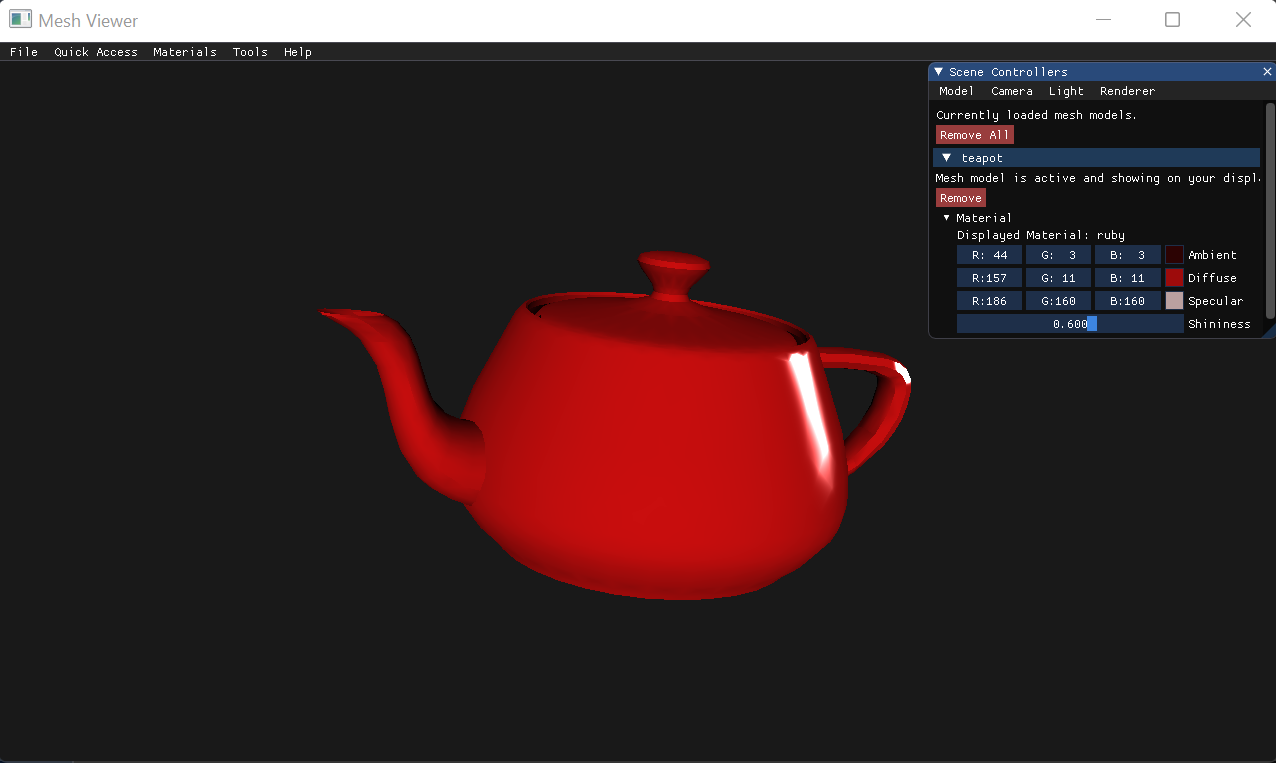 Mesh Viewer
File Quick Access Materials Tools Help
Scene Controllers
Model Camera Light Renderer
Currently loaded mesh models.
Remove All
teapot
Mesh model is active and showing on your displ
Remove
Material
Displayed Material: ruby
R: 44 G: 3 B: 3 Ambient
R:157 G: 11 B: 11 Diffuse
R:186 G:160 B:160 Specular
0.600 Shininess